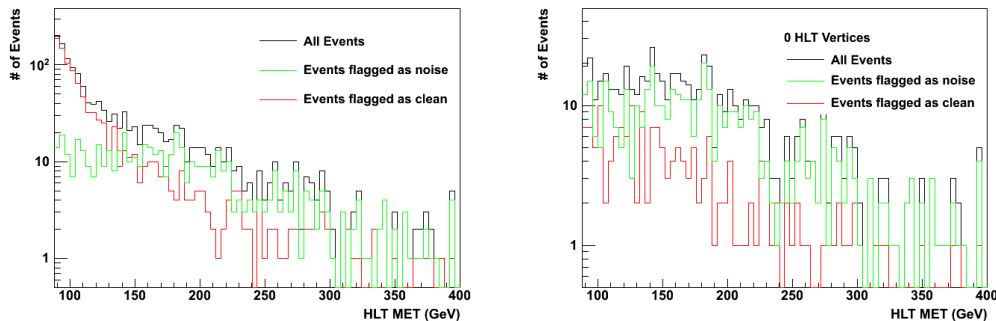 # of Events
10²
10
1
All Events
Events flagged as noise
Events flagged as clean
100 150 200 250 300 350 400
HLT MET (GeV)
# of Events
10
1
0 HLT Vertices
All Events
Events flagged as noise
Events flagged as clean
100 150 200 250 300 350 400
HLT MET (GeV)